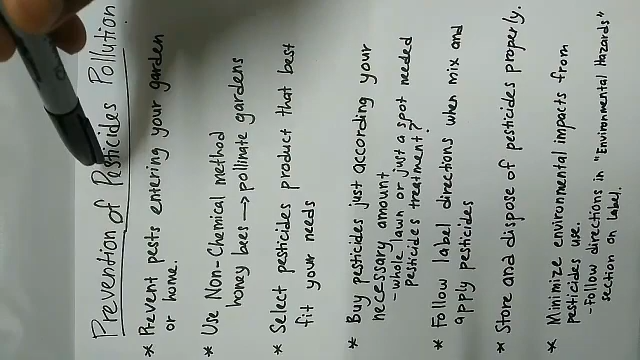 Prevention of Pesticides Pollution
* Prevent pests entering your garden
or home.
* Use Non-Chemical method
honey bees → pollinate gardens
* Select pesticides product that best
fit your needs
* Buy pesticides just according your
necessary amount
- whole lawn or just a spot needed
pesticides treatment?
* Follow label directions when mix and
apply pesticides
* Store and dispose of pesticides properly.
* Minimize environmental impacts from
pesticides use.
- Follow directions in "Environmental Hazards"
section on label.